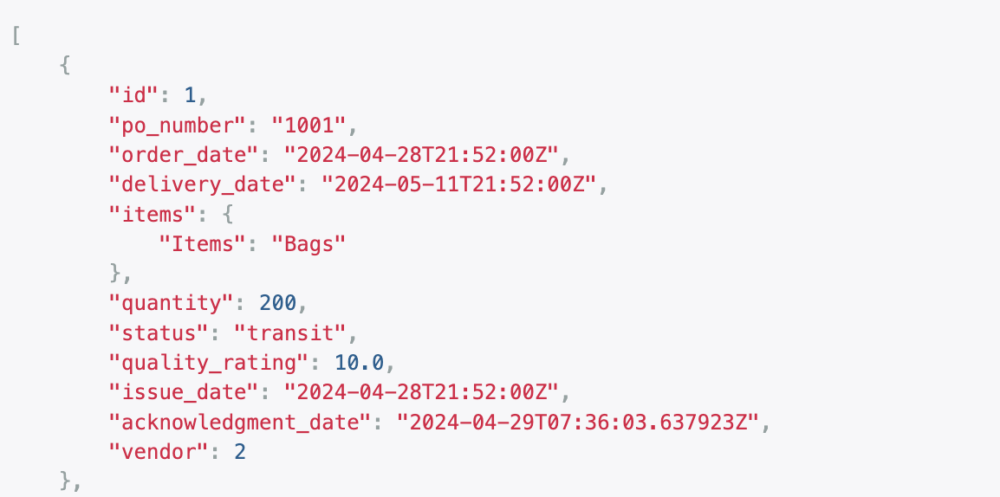 [
    {
        "id": 1,
        "po_number": "1001",
        "order_date": "2024-04-28T21:52:00Z",
        "delivery_date": "2024-05-11T21:52:00Z",
        "items": {
            "Items": "Bags"
        },
        "quantity": 200,
        "status": "transit",
        "quality_rating": 10.0,
        "issue_date": "2024-04-28T21:52:00Z",
        "acknowledgment_date": "2024-04-29T07:36:03.637923Z",
        "vendor": 2
    },